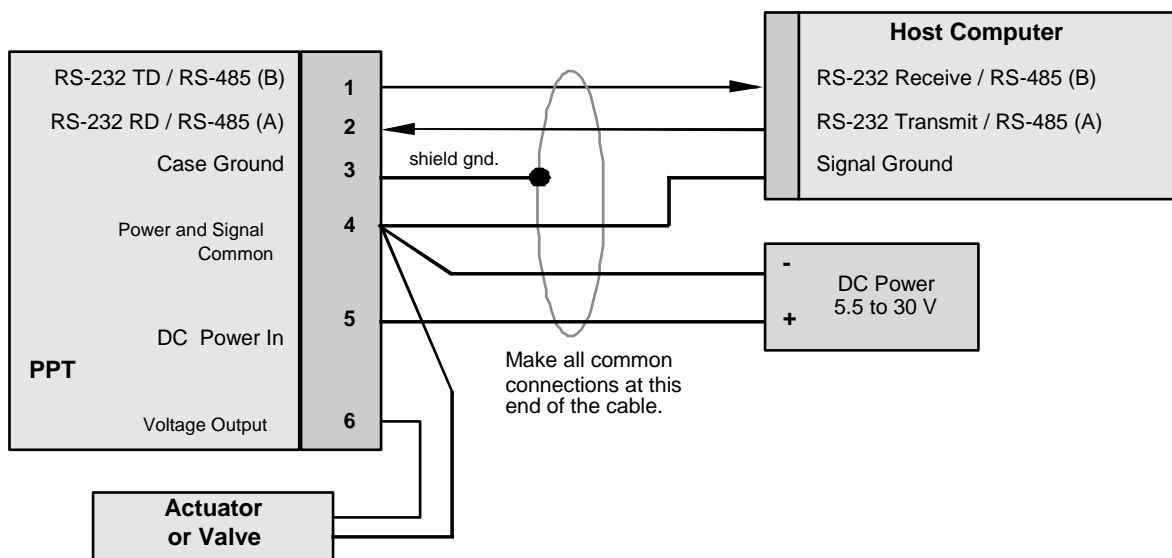 RS-232 TD / RS-485 (B)
RS-232 RD / RS-485 (A)
Case Ground
Power and Signal
Common
DC Power In
PPT
Voltage Output
1
2
3
4
5
6
shield gnd.
Make all common
connections at this
end of the cable.
Host Computer
RS-232 Receive / RS-485 (B)
RS-232 Transmit / RS-485 (A)
Signal Ground
-
+
DC Power
5.5 to 30 V
Actuator
or Valve